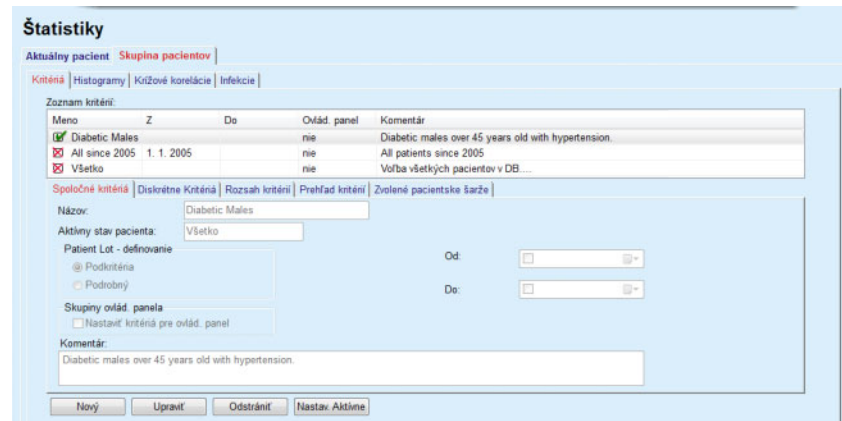 Štatistiky
Aktuálny pacient Skupina pacientov
Kritériá Histogramy Krížové korelácie Infekcie
Zoznam kritérií:
Meno Z Do Ovlád. panel Komentár
Diabetic Males nie Diabetic males over 45 years old with hypertension.
All since 2005 1. 1. 2005 nie All patients since 2005
Všetko nie Voľba všetkých pacientov v DB....
Spoločné kritériá Diskrétne Kritériá Rozsah kritérií Prehľad kritérií Zvolené pacientske šarže
Názov: Diabetic Males
Aktívny stav pacienta: Všetko
Patient Lot - definovanie
Od:
Podkritéria
Podrobný
Do:
Skupiny ovlád. panela
Nastaviť kritériá pre ovlád. panel
Komentár:
Diabetic males over 45 years old with hypertension.
Nový Upraviť Odstrániť Nastav. Aktívne